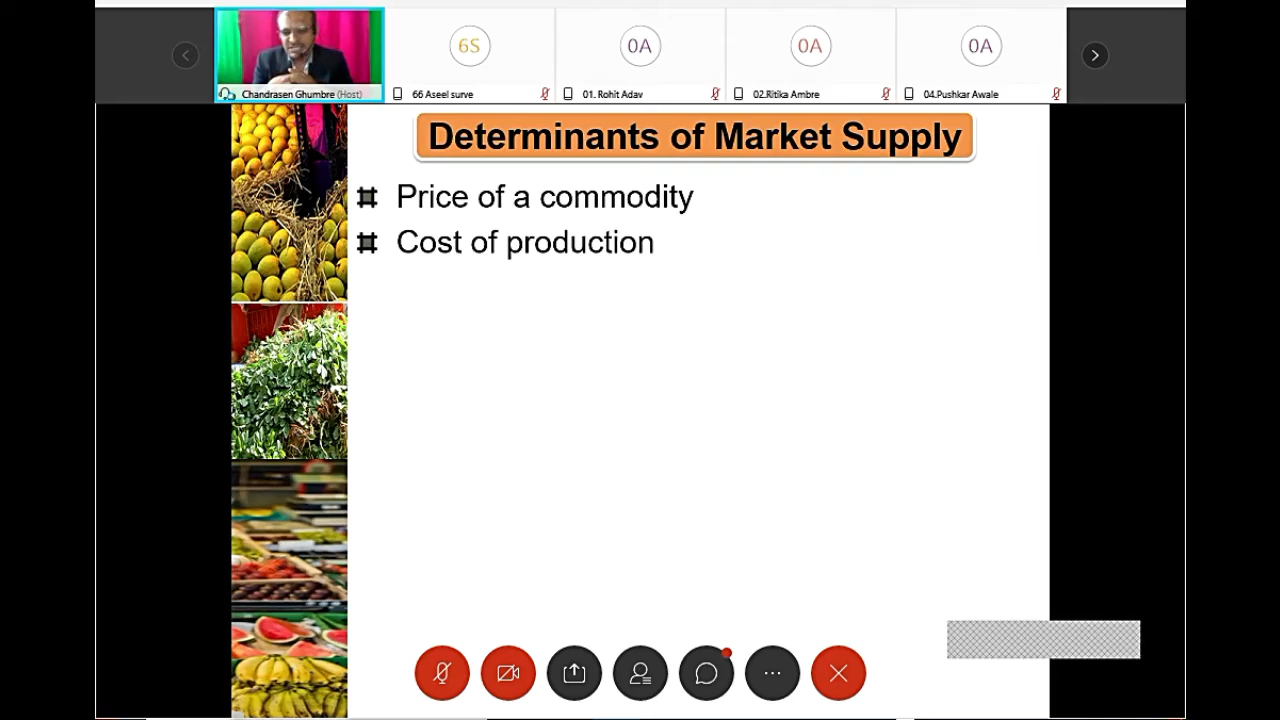 6S
0A
0A
0A
Chandrasen Ghumbre (Host)
66 Aseel surve
01. Rohit Adav
02.Ritika Ambre
04.Pushkar Awale
Determinants of Market Supply
Price of a commodity
Cost of production